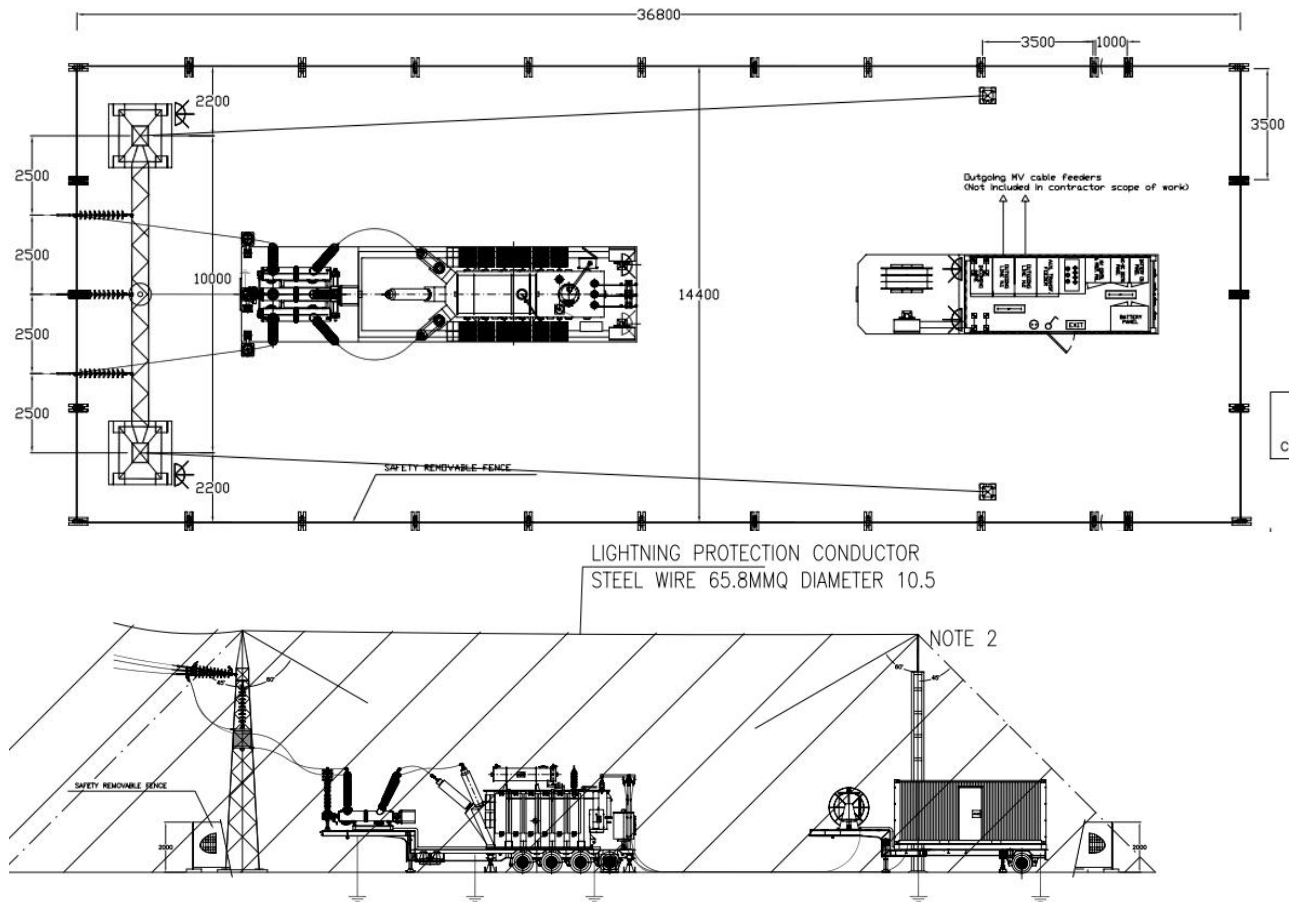 36800
3500
1000
2200
3500
2500
Outgoing MV cable feeders
(Not included in contractor scope of work)
2500
10000
14400
2500
BATTERY
PANEL
EXIT
2500
C
SAFETY REMOVABLE FENCE
2200
LIGHTNING PROTECTION CONDUCTOR
STEEL WIRE 65.8MMQ DIAMETER 10.5
NOTE 2
45°
60°
60°
45°
SAFETY REMOVABLE FENCE
2000
2000